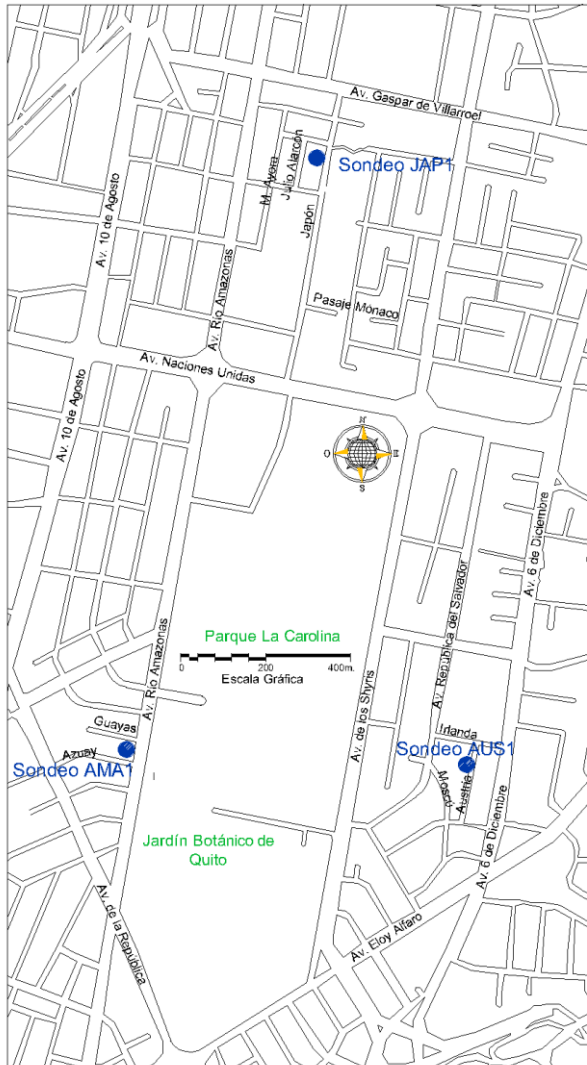 Av. Gaspar de Villarroel
Sondeo JAP1
Julio Alarcón
M. Ayora
Japón
Av. 10 de Agosto
Av. Río Amazonas
Pasaje Mónaco
Av. Naciones Unidas
Av. 10 de Agosto
N
O
E
S
Av. 6 de Diciembre
Av. República del Salvador
Parque La Carolina
0
200
400m.
Escala Gráfica
Av. Río Amazonas
Av. de los Shyris
Guayas
Azuay
Sondeo AMA1
Irlanda
Sondeo AUS1
Moscú
Austria
Jardín Botánico de
Quito
Av. 6 de Diciembre
Av. de la República
Av. Eloy Alfaro